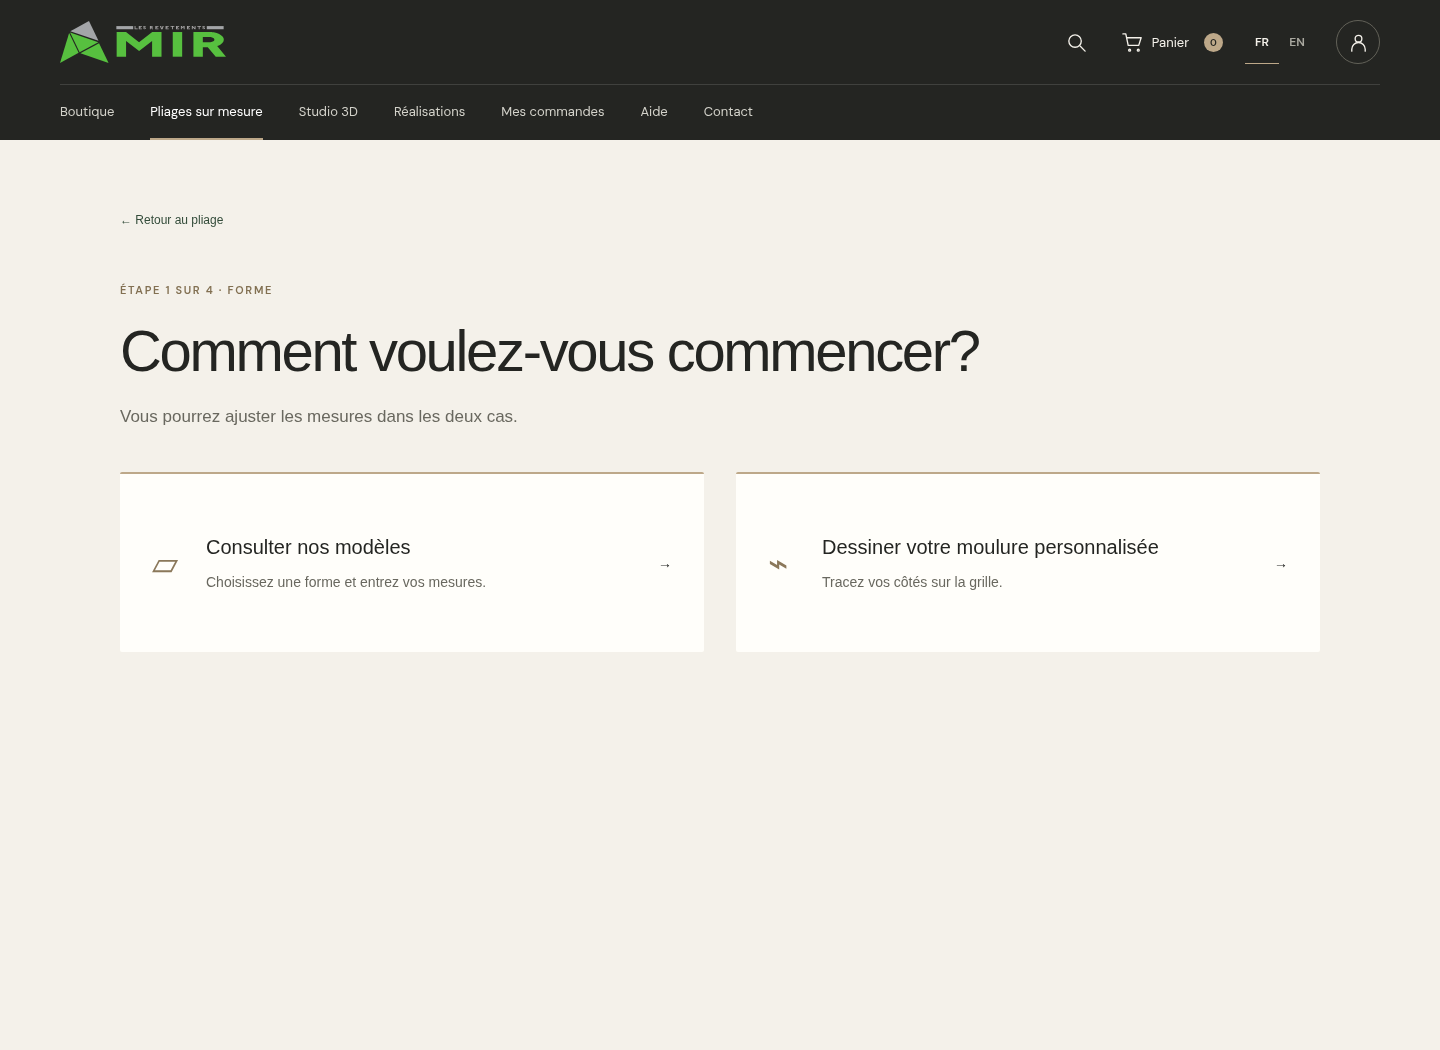 LES REVÊTEMENTS
MIR
Panier 0 FR EN
Boutique Pliages sur mesure Studio 3D Réalisations Mes commandes Aide Contact
← Retour au pliage
ÉTAPE 1 SUR 4 · FORME
Comment voulez-vous commencer?
Vous pourrez ajuster les mesures dans les deux cas.
Consulter nos modèles
Choisissez une forme et entrez vos mesures.
→
Dessiner votre moulure personnalisée
Tracez vos côtés sur la grille.
→